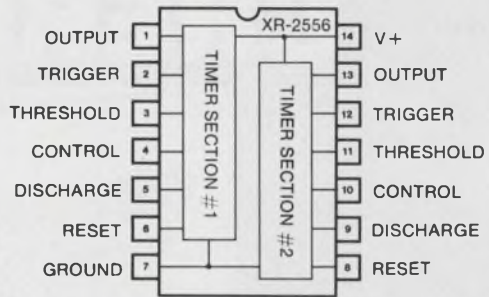 XR-2556
OUTPUT 1
TRIGGER 2
THRESHOLD 3
CONTROL 4
DISCHARGE 5
RESET 6
GROUND 7
TIMER SECTION #1
TIMER SECTION #2
14 V+
13 OUTPUT
12 TRIGGER
11 THRESHOLD
10 CONTROL
9 DISCHARGE
8 RESET